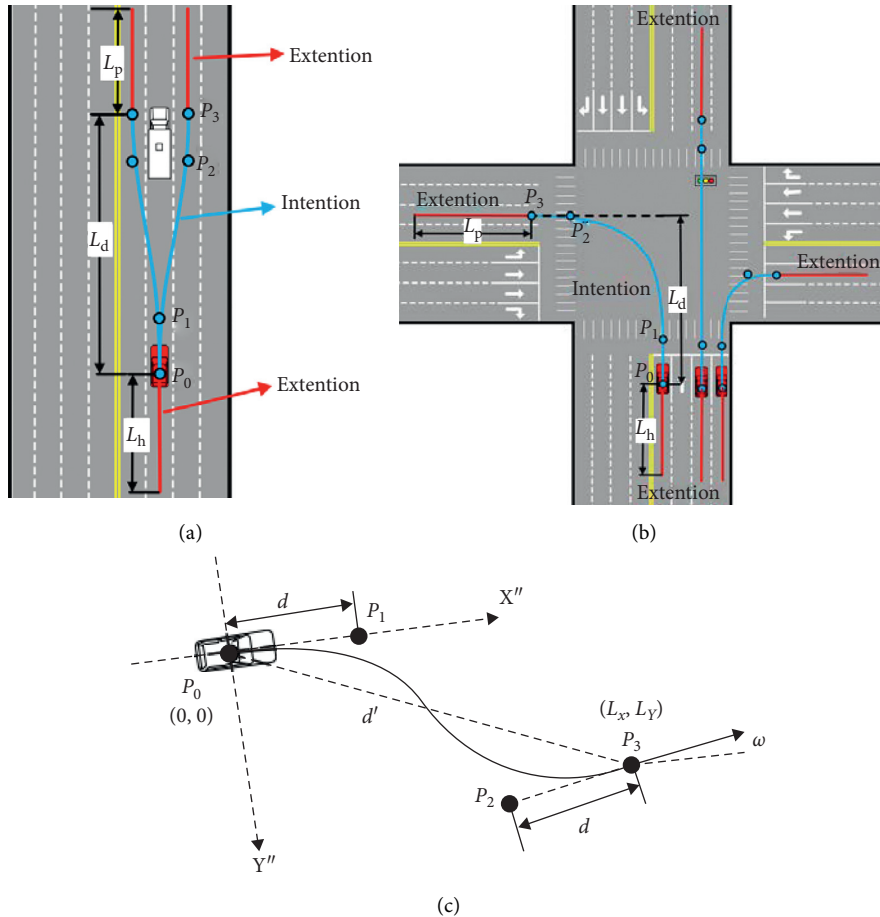 Lp
Extention
P3
P2
Intention
Ld
P1
P0
Extention
Lh
(a)
Extention
Extention
P3
Lp
P2
Extention
Intention
Ld
P1
P0
Lh
Extention
(b)
d
P1
X″
P0
(0, 0)
d′
(Lx, LY)
P3
ω
P2
d
Y″
(c)